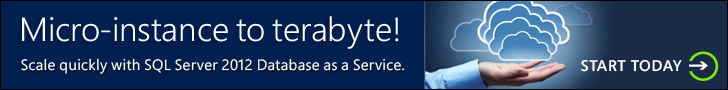 Micro-instance to terabyte!
Scale quickly with SQL Server 2012 Database as a Service.
START TODAY